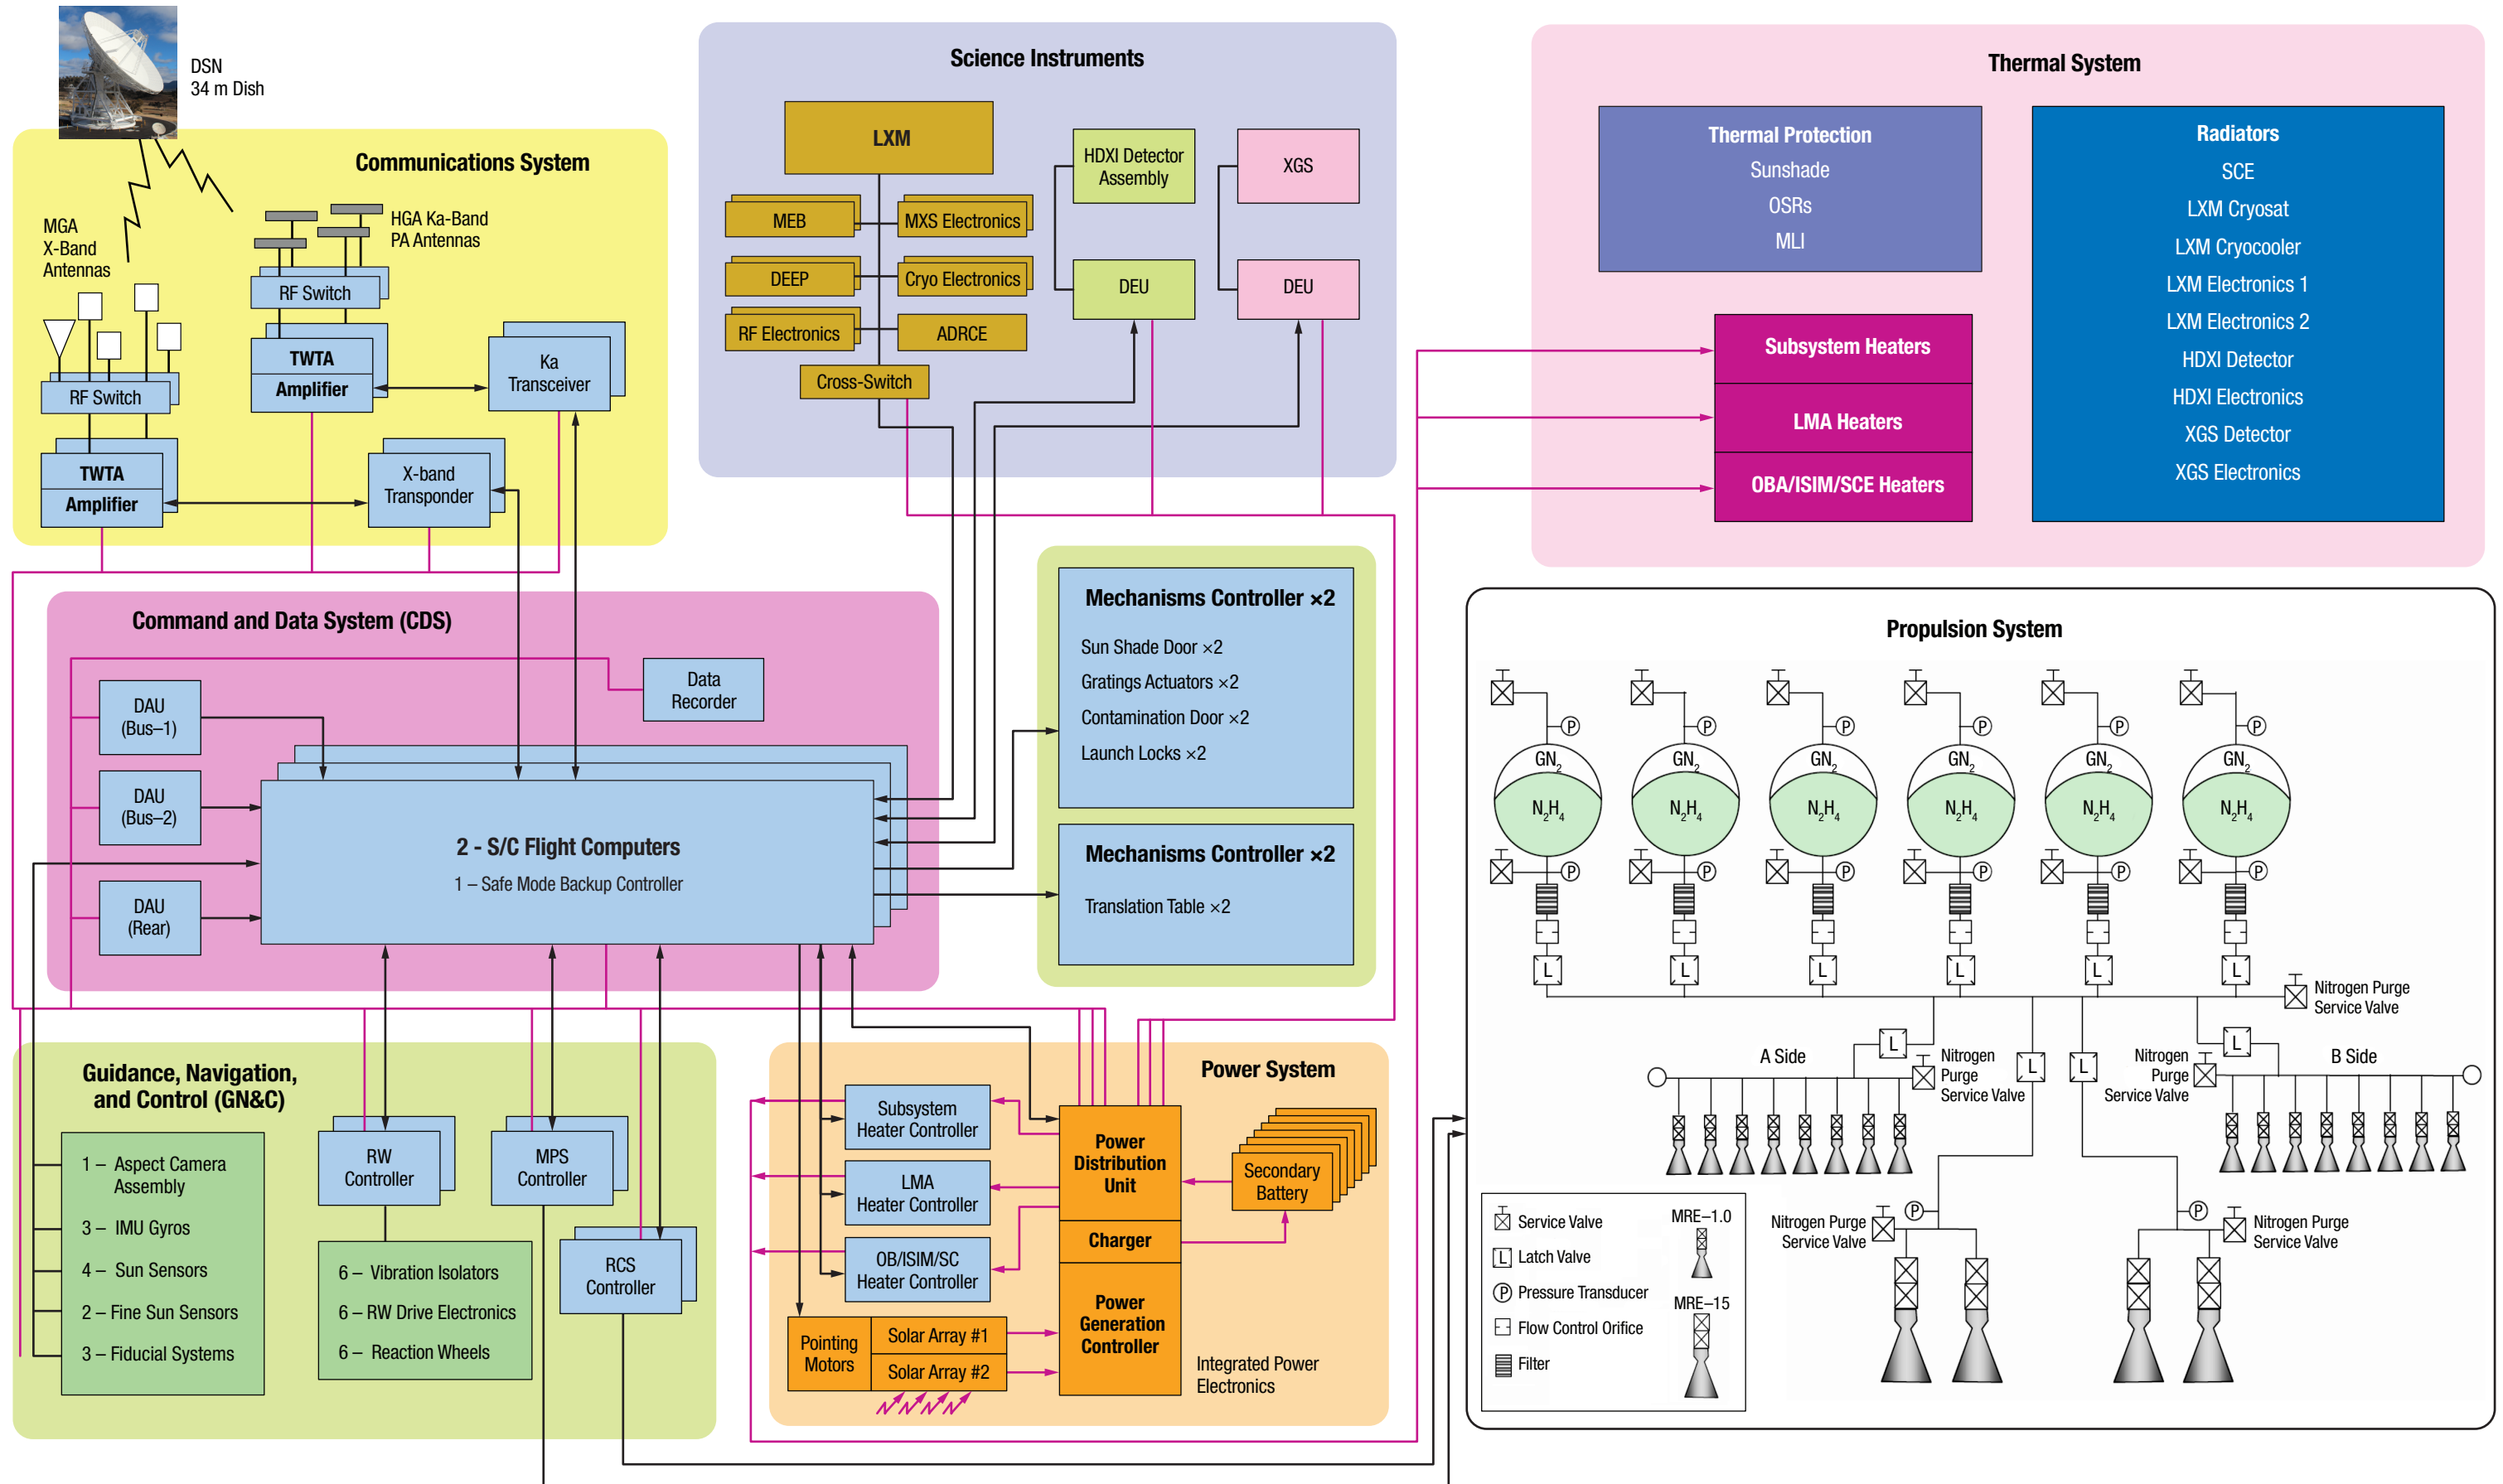 DSN
34 m Dish
Communications System
MGA
X-Band
Antennas
HGA Ka-Band
PA Antennas
RF Switch
TWTA
Amplifier
Ka
Transceiver
RF Switch
TWTA
Amplifier
X-band
Transponder
Science Instruments
LXM
MEB
MXS Electronics
DEEP
Cryo Electronics
RF Electronics
ADRCE
Cross-Switch
HDXI Detector
Assembly
DEU
XGS
DEU
Thermal System
Thermal Protection
Sunshade
OSRs
MLI
Subsystem Heaters
LMA Heaters
OBA/ISIM/SCE Heaters
Radiators
SCE
LXM Cryosat
LXM Cryocooler
LXM Electronics 1
LXM Electronics 2
HDXI Detector
HDXI Electronics
XGS Detector
XGS Electronics
Command and Data System (CDS)
Data
Recorder
DAU
(Bus–1)
DAU
(Bus–2)
DAU
(Rear)
2 - S/C Flight Computers
1 – Safe Mode Backup Controller
Mechanisms Controller ×2
Sun Shade Door ×2
Gratings Actuators ×2
Contamination Door ×2
Launch Locks ×2
Mechanisms Controller ×2
Translation Table ×2
Guidance, Navigation,
and Control (GN&C)
1 – Aspect Camera
Assembly
3 – IMU Gyros
4 – Sun Sensors
2 – Fine Sun Sensors
3 – Fiducial Systems
RW
Controller
6 – Vibration Isolators
6 – RW Drive Electronics
6 – Reaction Wheels
MPS
Controller
RCS
Controller
Power System
Subsystem
Heater Controller
LMA
Heater Controller
OB/ISIM/SC
Heater Controller
Pointing
Motors
Solar Array #1
Solar Array #2
Power
Distribution
Unit
Charger
Power
Generation
Controller
Secondary
Battery
Integrated Power
Electronics
Propulsion System
P P P P P P
GN2 GN2 GN2 GN2 GN2 GN2
N2H4 N2H4 N2H4 N2H4 N2H4 N2H4
P P P P P P
L L L L L L
Nitrogen Purge
Service Valve
L L L L
A Side
Nitrogen
Purge
Service Valve
Nitrogen
Purge
Service Valve
B Side
P
Nitrogen Purge
Service Valve
P
Nitrogen Purge
Service Valve
Service Valve
L Latch Valve
P Pressure Transducer
Flow Control Orifice
Filter
MRE–1.0
MRE–15